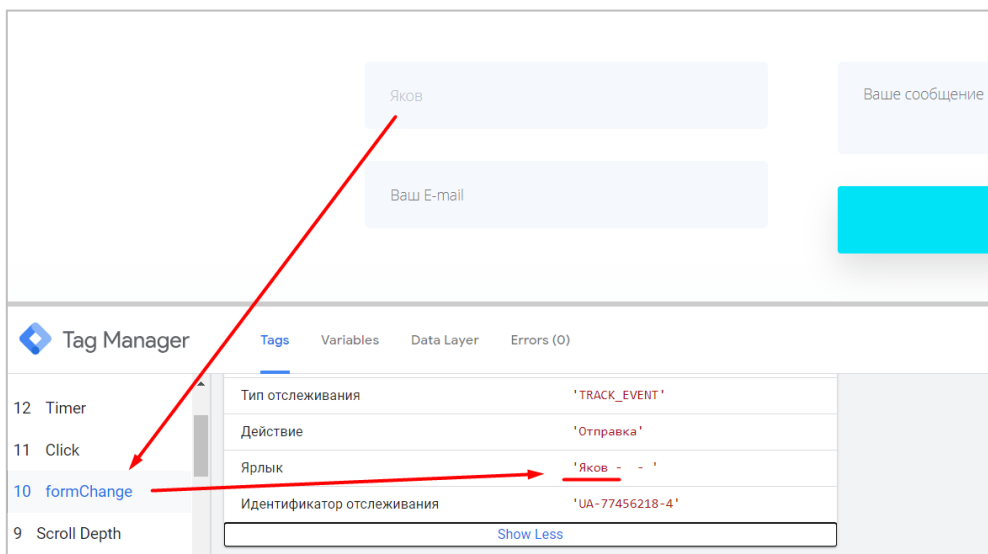 Яков
Ваше сообщение
Ваш E-mail
Tag Manager
Tags Variables Data Layer Errors (0)
12 Timer
11 Click
10 formChange
9 Scroll Depth
Тип отслеживания 'TRACK_EVENT'
Действие 'Отправка'
Ярлык 'Яков - - '
Идентификатор отслеживания 'UA-77456218-4'
Show Less